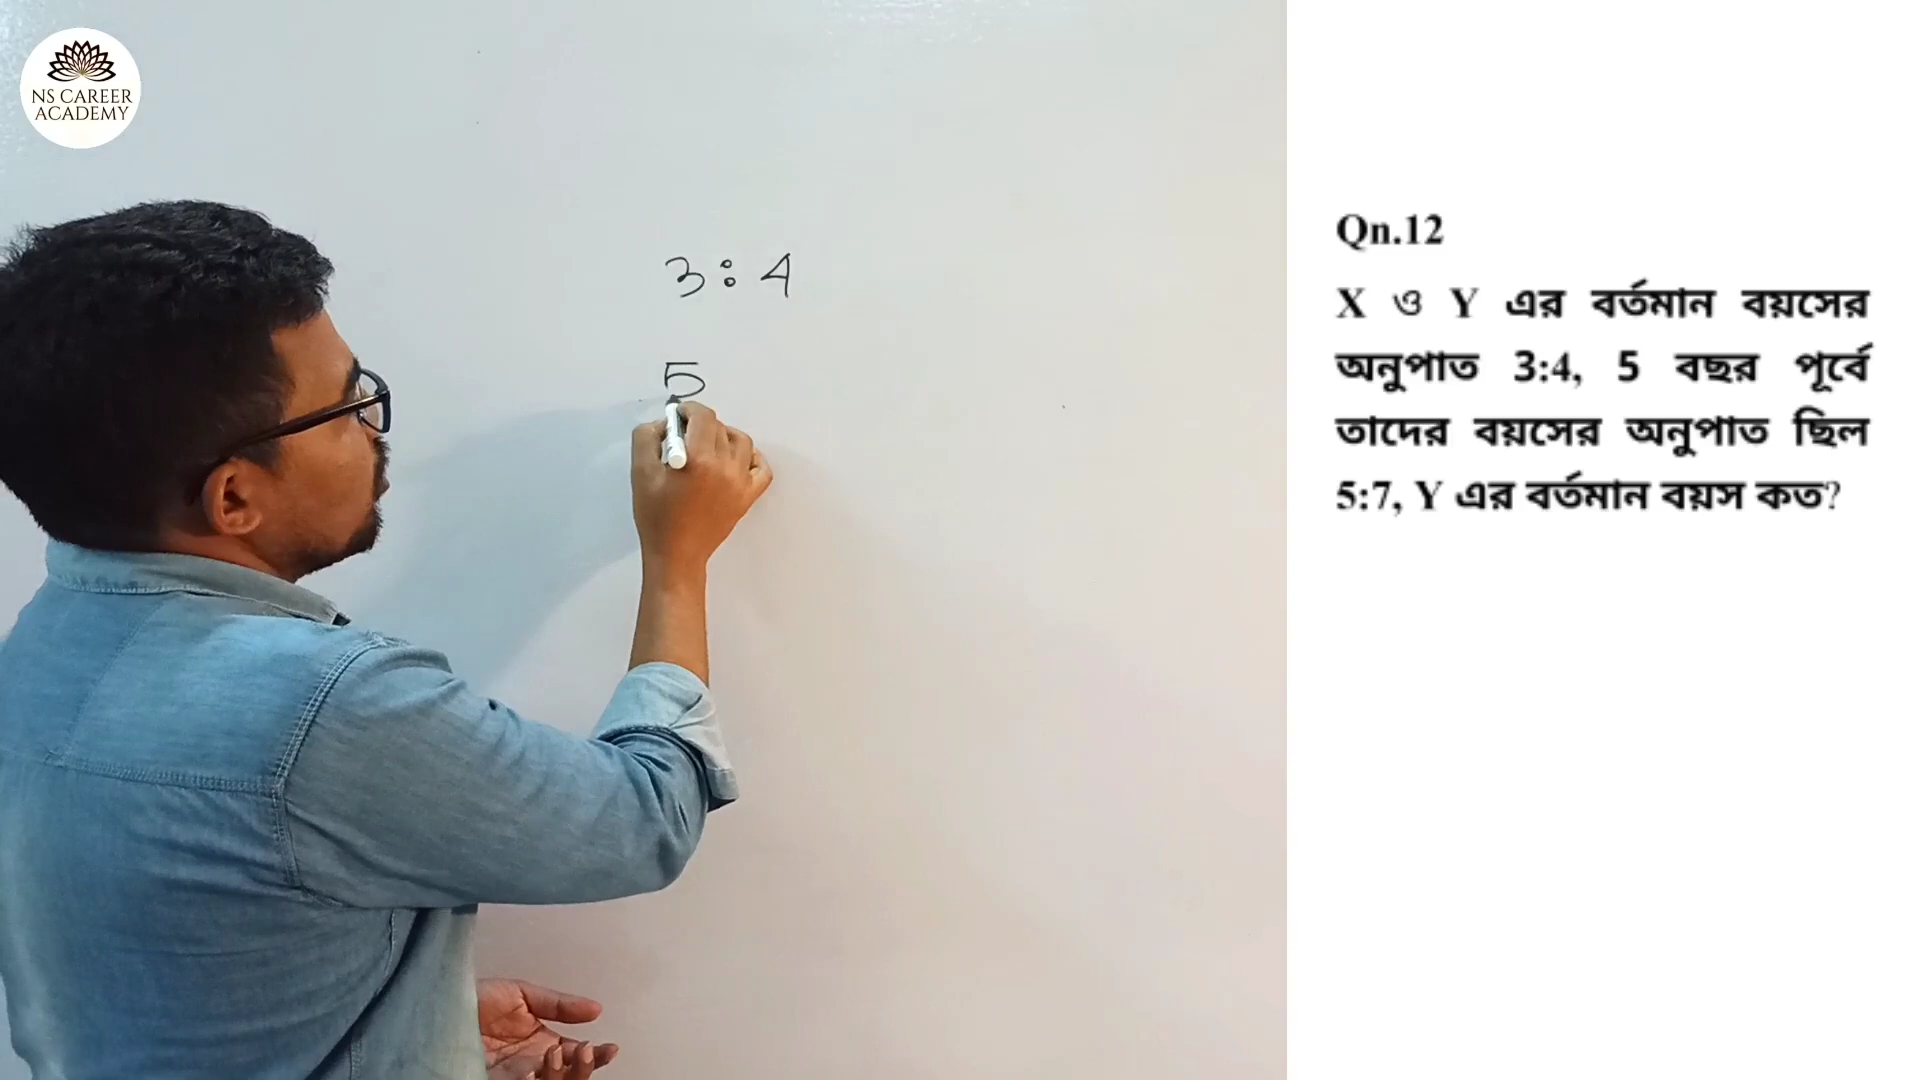 NS CAREER
ACADEMY
3:4
5
Qn.12
X ও Y এর বর্তমান বয়সের
অনুপাত 3:4, 5 বছর পূর্বে
তাদের বয়সের অনুপাত ছিল
5:7, Y এর বর্তমান বয়স কত?